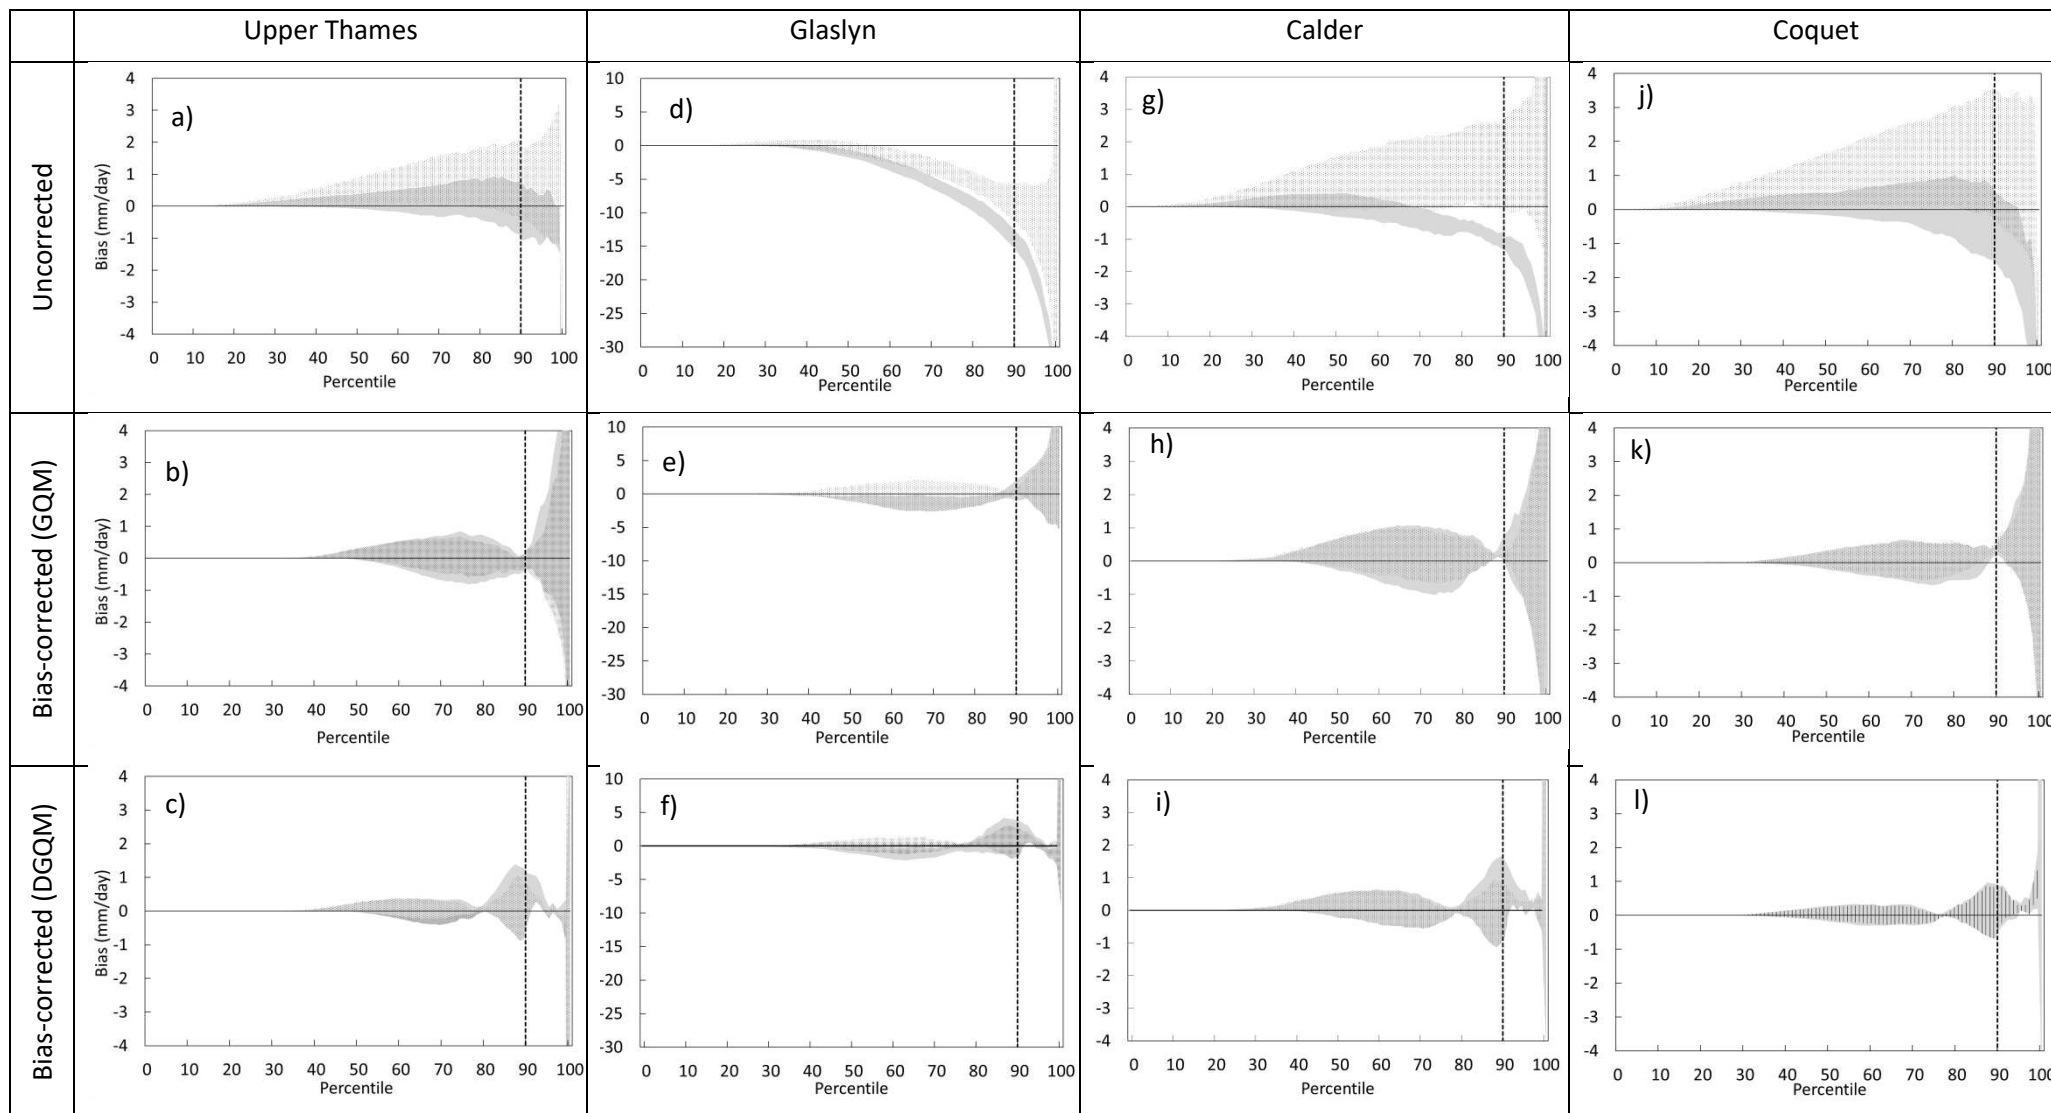 Upper Thames Glaslyn Calder Coquet
Uncorrected
a)
4
3
2
1
0
-1
-2
-3
-4
Bias (mm/day)
0 10 20 30 40 50 60 70 80 90 100
Percentile
d)
10
5
0
-5
-10
-15
-20
-25
-30
0 10 20 30 40 50 60 70 80 90 100
Percentile
g)
4
3
2
1
0
-1
-2
-3
-4
0 10 20 30 40 50 60 70 80 90 100
Percentile
j)
4
3
2
1
0
-1
-2
-3
-4
0 10 20 30 40 50 60 70 80 90 100
Percentile
Bias-corrected (GQM)
b)
4
3
2
1
0
-1
-2
-3
-4
Bias (mm/day)
0 10 20 30 40 50 60 70 80 90 100
Percentile
e)
10
5
0
-5
-10
-15
-20
-25
-30
0 10 20 30 40 50 60 70 80 90 100
Percentile
h)
4
3
2
1
0
-1
-2
-3
-4
0 10 20 30 40 50 60 70 80 90 100
Percentile
k)
4
3
2
1
0
-1
-2
-3
-4
0 10 20 30 40 50 60 70 80 90 100
Percentile
Bias-corrected (DGQM)
c)
4
3
2
1
0
-1
-2
-3
-4
Bias (mm/day)
0 10 20 30 40 50 60 70 80 90 100
Percentile
f)
10
5
0
-5
-10
-15
-20
-25
-30
0 10 20 30 40 50 60 70 80 90 100
Percentile
i)
4
3
2
1
0
-1
-2
-3
-4
0 10 20 30 40 50 60 70 80 90 100
Percentile
l)
4
3
2
1
0
-1
-2
-3
-4
0 10 20 30 40 50 60 70 80 90 100
Percentile